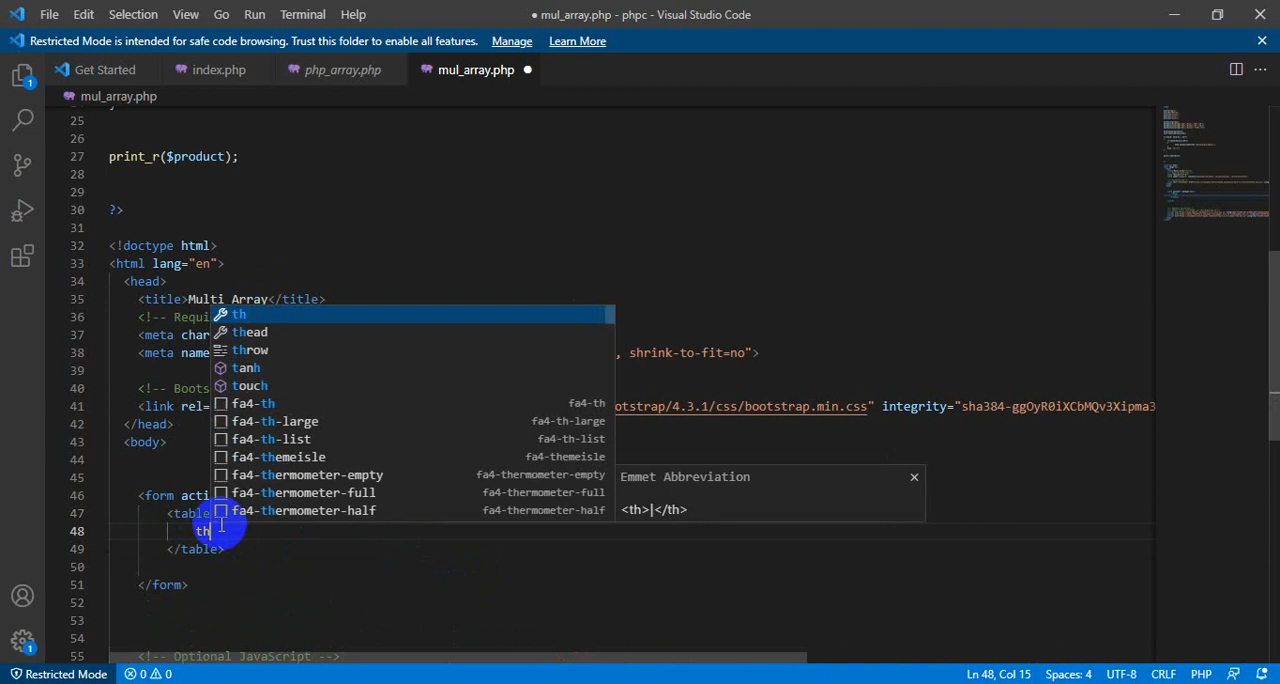 File Edit Selection View Go Run Terminal Help ● mul_array.php - phpc - Visual Studio Code
Restricted Mode is intended for safe code browsing. Trust this folder to enable all features. Manage Learn More
Get Started index.php php_array.php mul_array.php
mul_array.php
25
26
27 print_r($product);
28
29
30 ?>
31
32 <!doctype html>
33 <html lang="en">
34 <head>
35 <title>Multi Array</title>
36 <!-- Requi
37 <meta char
38 <meta name , shrink-to-fit=no">
39
40 <!-- Boots
41 <link rel= otstrap/4.3.1/css/bootstrap.min.css" integrity="sha384-ggOyR0iXCbMQv3Xipma3
42 </head>
43 <body>
44
45
46 <form acti
47 <table
48 th
49 </table>
50
51 </form>
52
53
54
55 <!-- Optional JavaScript -->
th
thead
throw
tanh
touch
fa4-th fa4-th
fa4-th-large fa4-th-large
fa4-th-list fa4-th-list
fa4-themeisle fa4-themeisle
fa4-thermometer-empty fa4-thermometer-empty
fa4-thermometer-full fa4-thermometer-full
fa4-thermometer-half fa4-thermometer-half
Emmet Abbreviation
<th>|</th>
1
1
Restricted Mode 0 0 Ln 48, Col 15 Spaces: 4 UTF-8 CRLF PHP